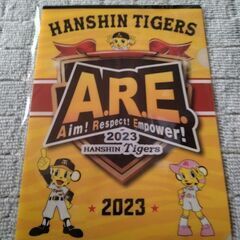 HANSHIN TIGERS
A.R.E.
Aim! Respect! Empower!
2023
HANSHIN Tigers
★ 2023 ★